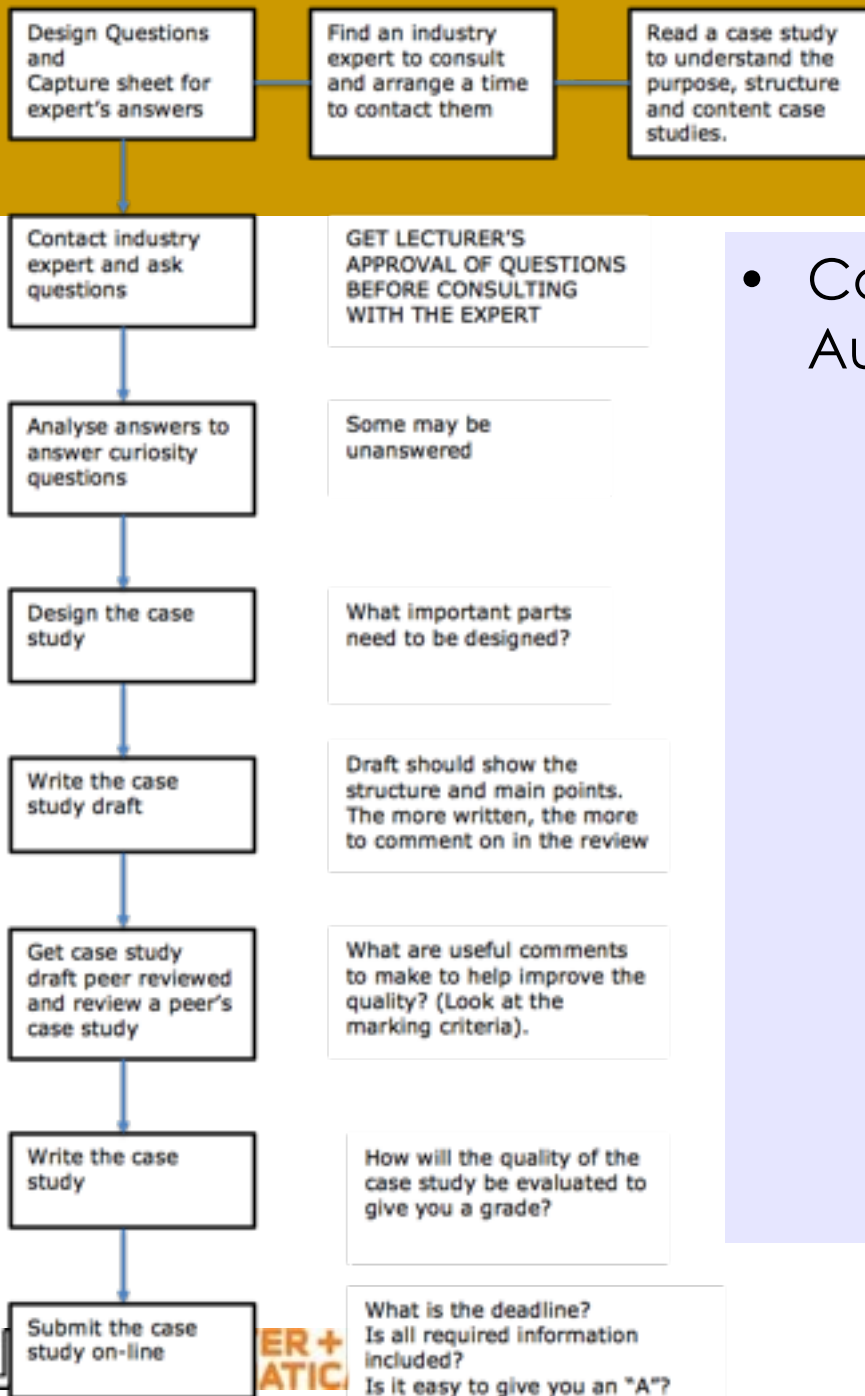 Design Questions
and
Capture sheet for
expert's answers
Find an industry
expert to consult
and arrange a time
to contact them
Read a case study
to understand the
purpose, structure
and content case
studies.
Contact industry
expert and ask
questions
GET LECTURER'S
APPROVAL OF QUESTIONS
BEFORE CONSULTING
WITH THE EXPERT
Analyse answers to
answer curiosity
questions
Some may be
unanswered
Design the case
study
What important parts
need to be designed?
Write the case
study draft
Draft should show the
structure and main points.
The more written, the more
to comment on in the review
Get case study
draft peer reviewed
and review a peer's
case study
What are useful comments
to make to help improve the
quality? (Look at the
marking criteria).
Write the case
study
How will the quality of the
case study be evaluated to
give you a grade?
Submit the case
study on-line
What is the deadline?
Is all required information
included?
Is it easy to give you an "A"?
ER +
ATIC
• Co
Au